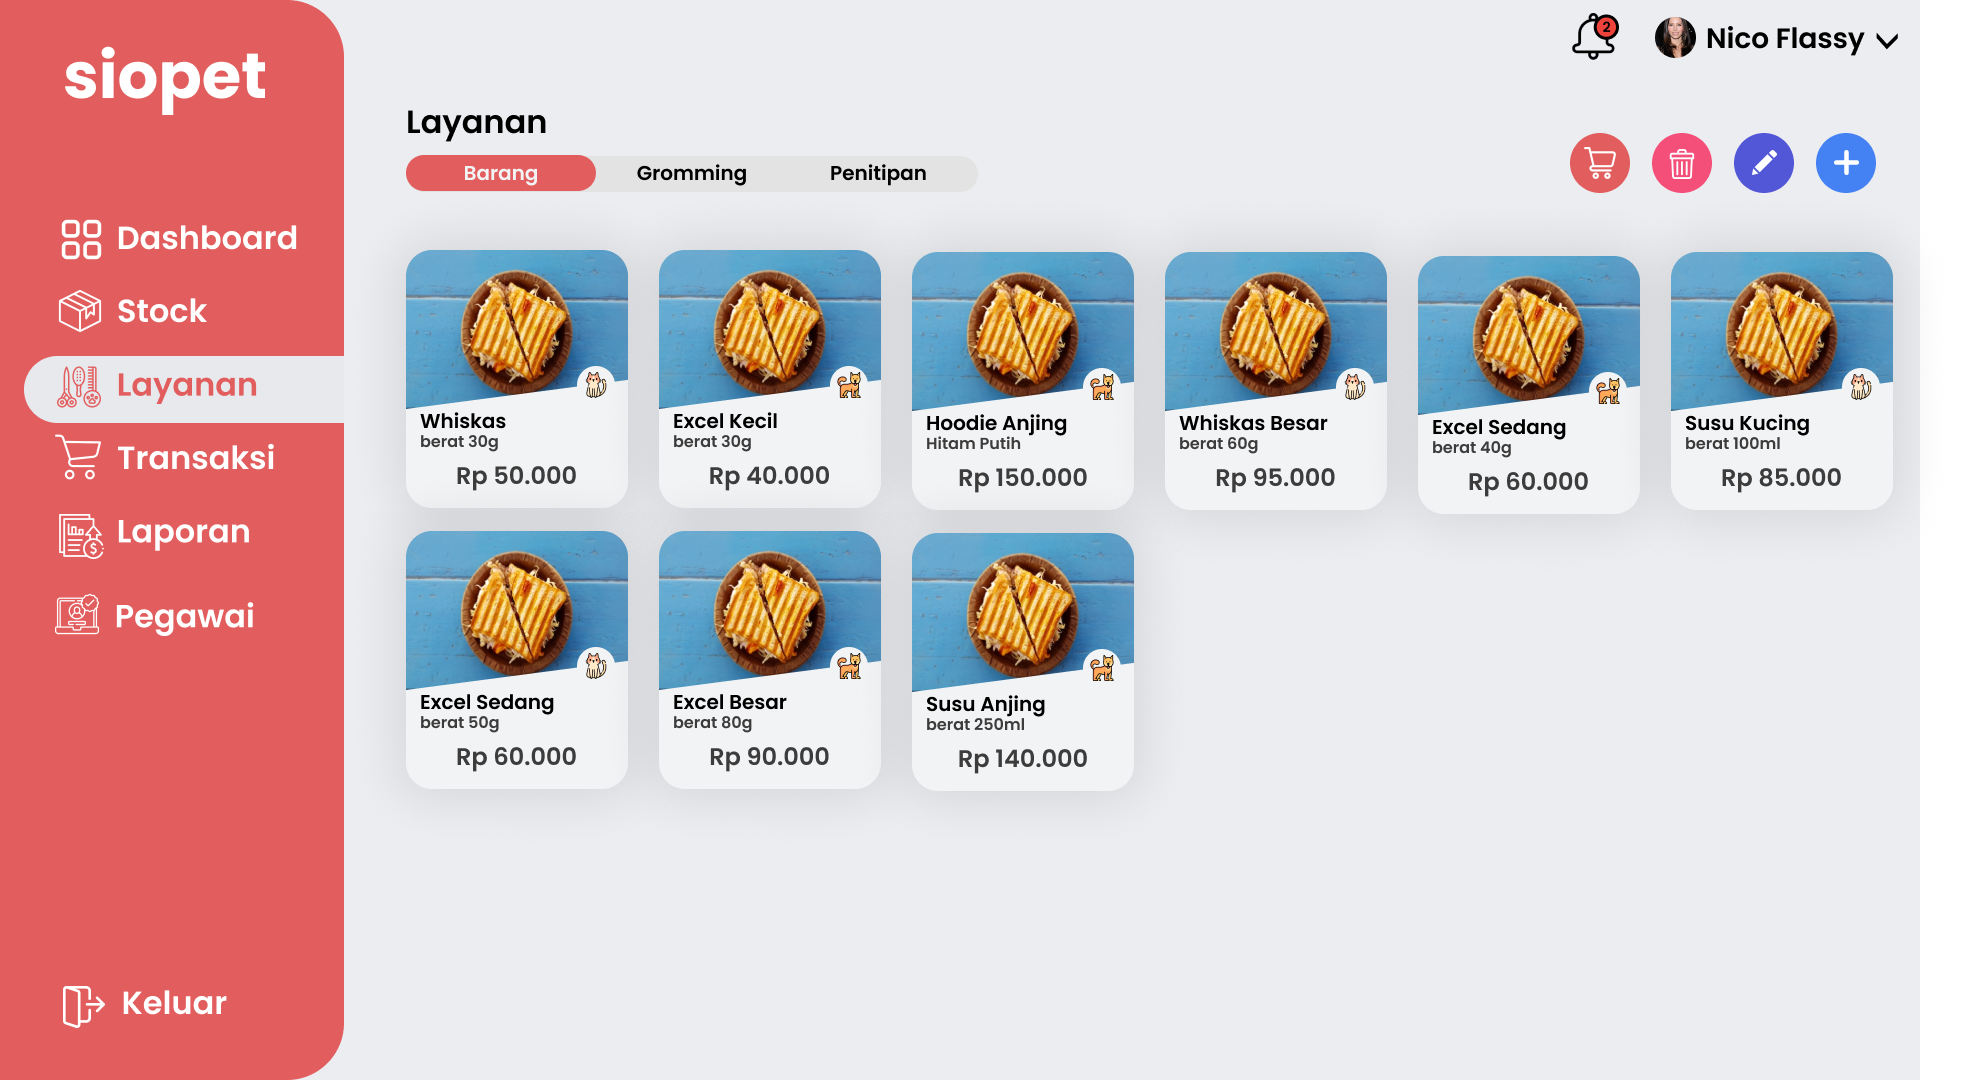 siopet
Dashboard
Stock
Layanan
Transaksi
Laporan
Pegawai
Keluar
2
Nico Flassy
Layanan
Barang Gromming Penitipan
Whiskas
berat 30g
Rp 50.000
Excel Kecil
berat 30g
Rp 40.000
Hoodie Anjing
Hitam Putih
Rp 150.000
Whiskas Besar
berat 60g
Rp 95.000
Excel Sedang
berat 40g
Rp 60.000
Susu Kucing
berat 100ml
Rp 85.000
Excel Sedang
berat 50g
Rp 60.000
Excel Besar
berat 80g
Rp 90.000
Susu Anjing
berat 250ml
Rp 140.000